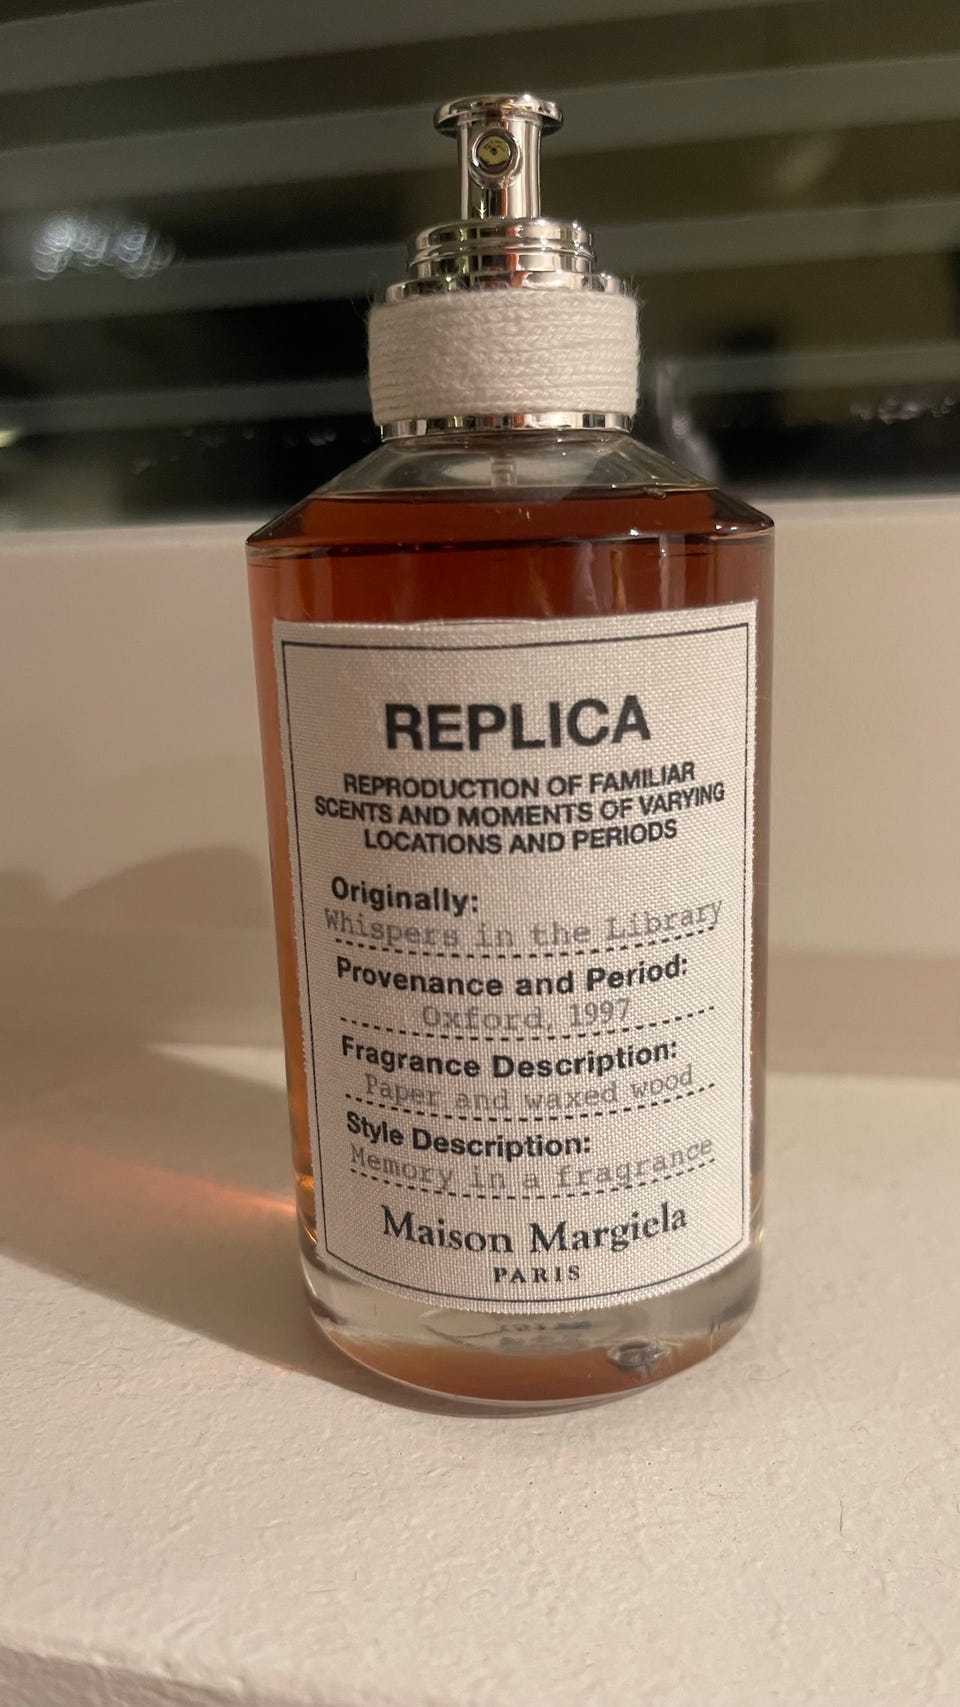 REPLICA
REPRODUCTION OF FAMILIAR
SCENTS AND MOMENTS OF VARYING
LOCATIONS AND PERIODS
Originally:
Whispers in the Library
Provenance and Period:
Oxford, 1997
Fragrance Description:
Paper and waxed wood
Style Description:
Memory in a fragrance
Maison Margiela
PARIS